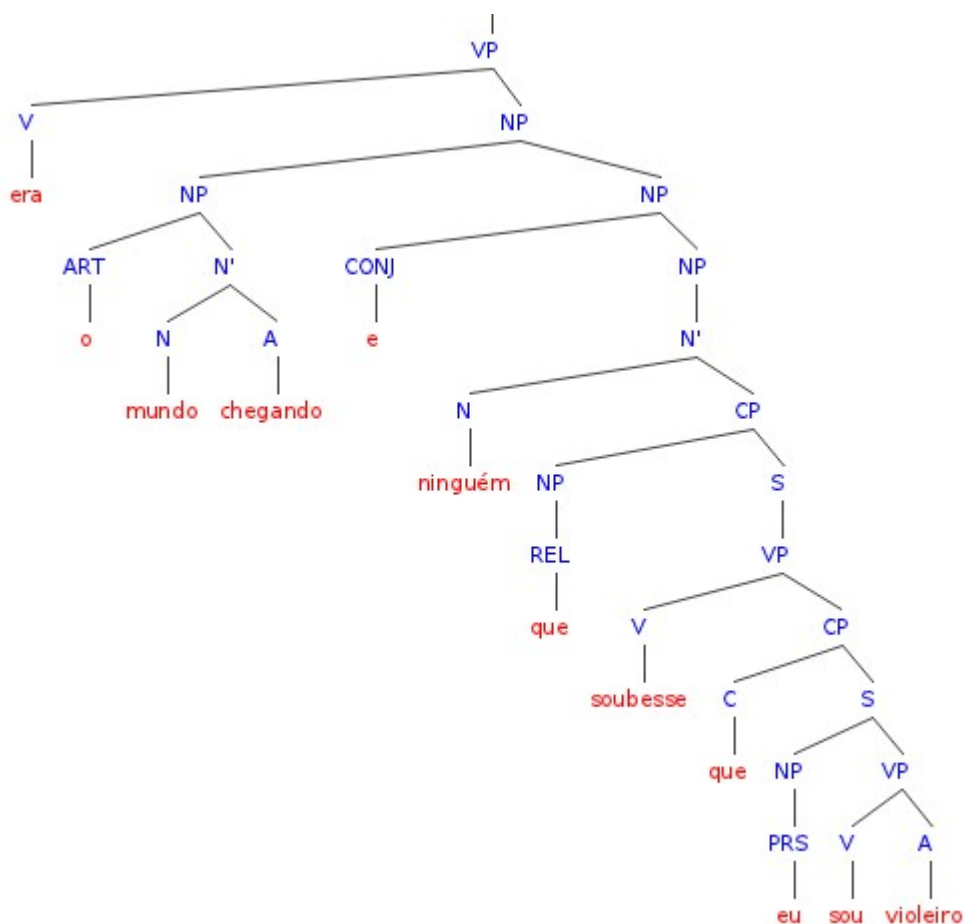 VP
V NP
era NP NP
ART N' CONJ NP
o N A e N'
mundo chegando N CP
ninguém NP S
REL VP
que V CP
soubesse C S
que NP VP
PRS V A
eu sou violeiro